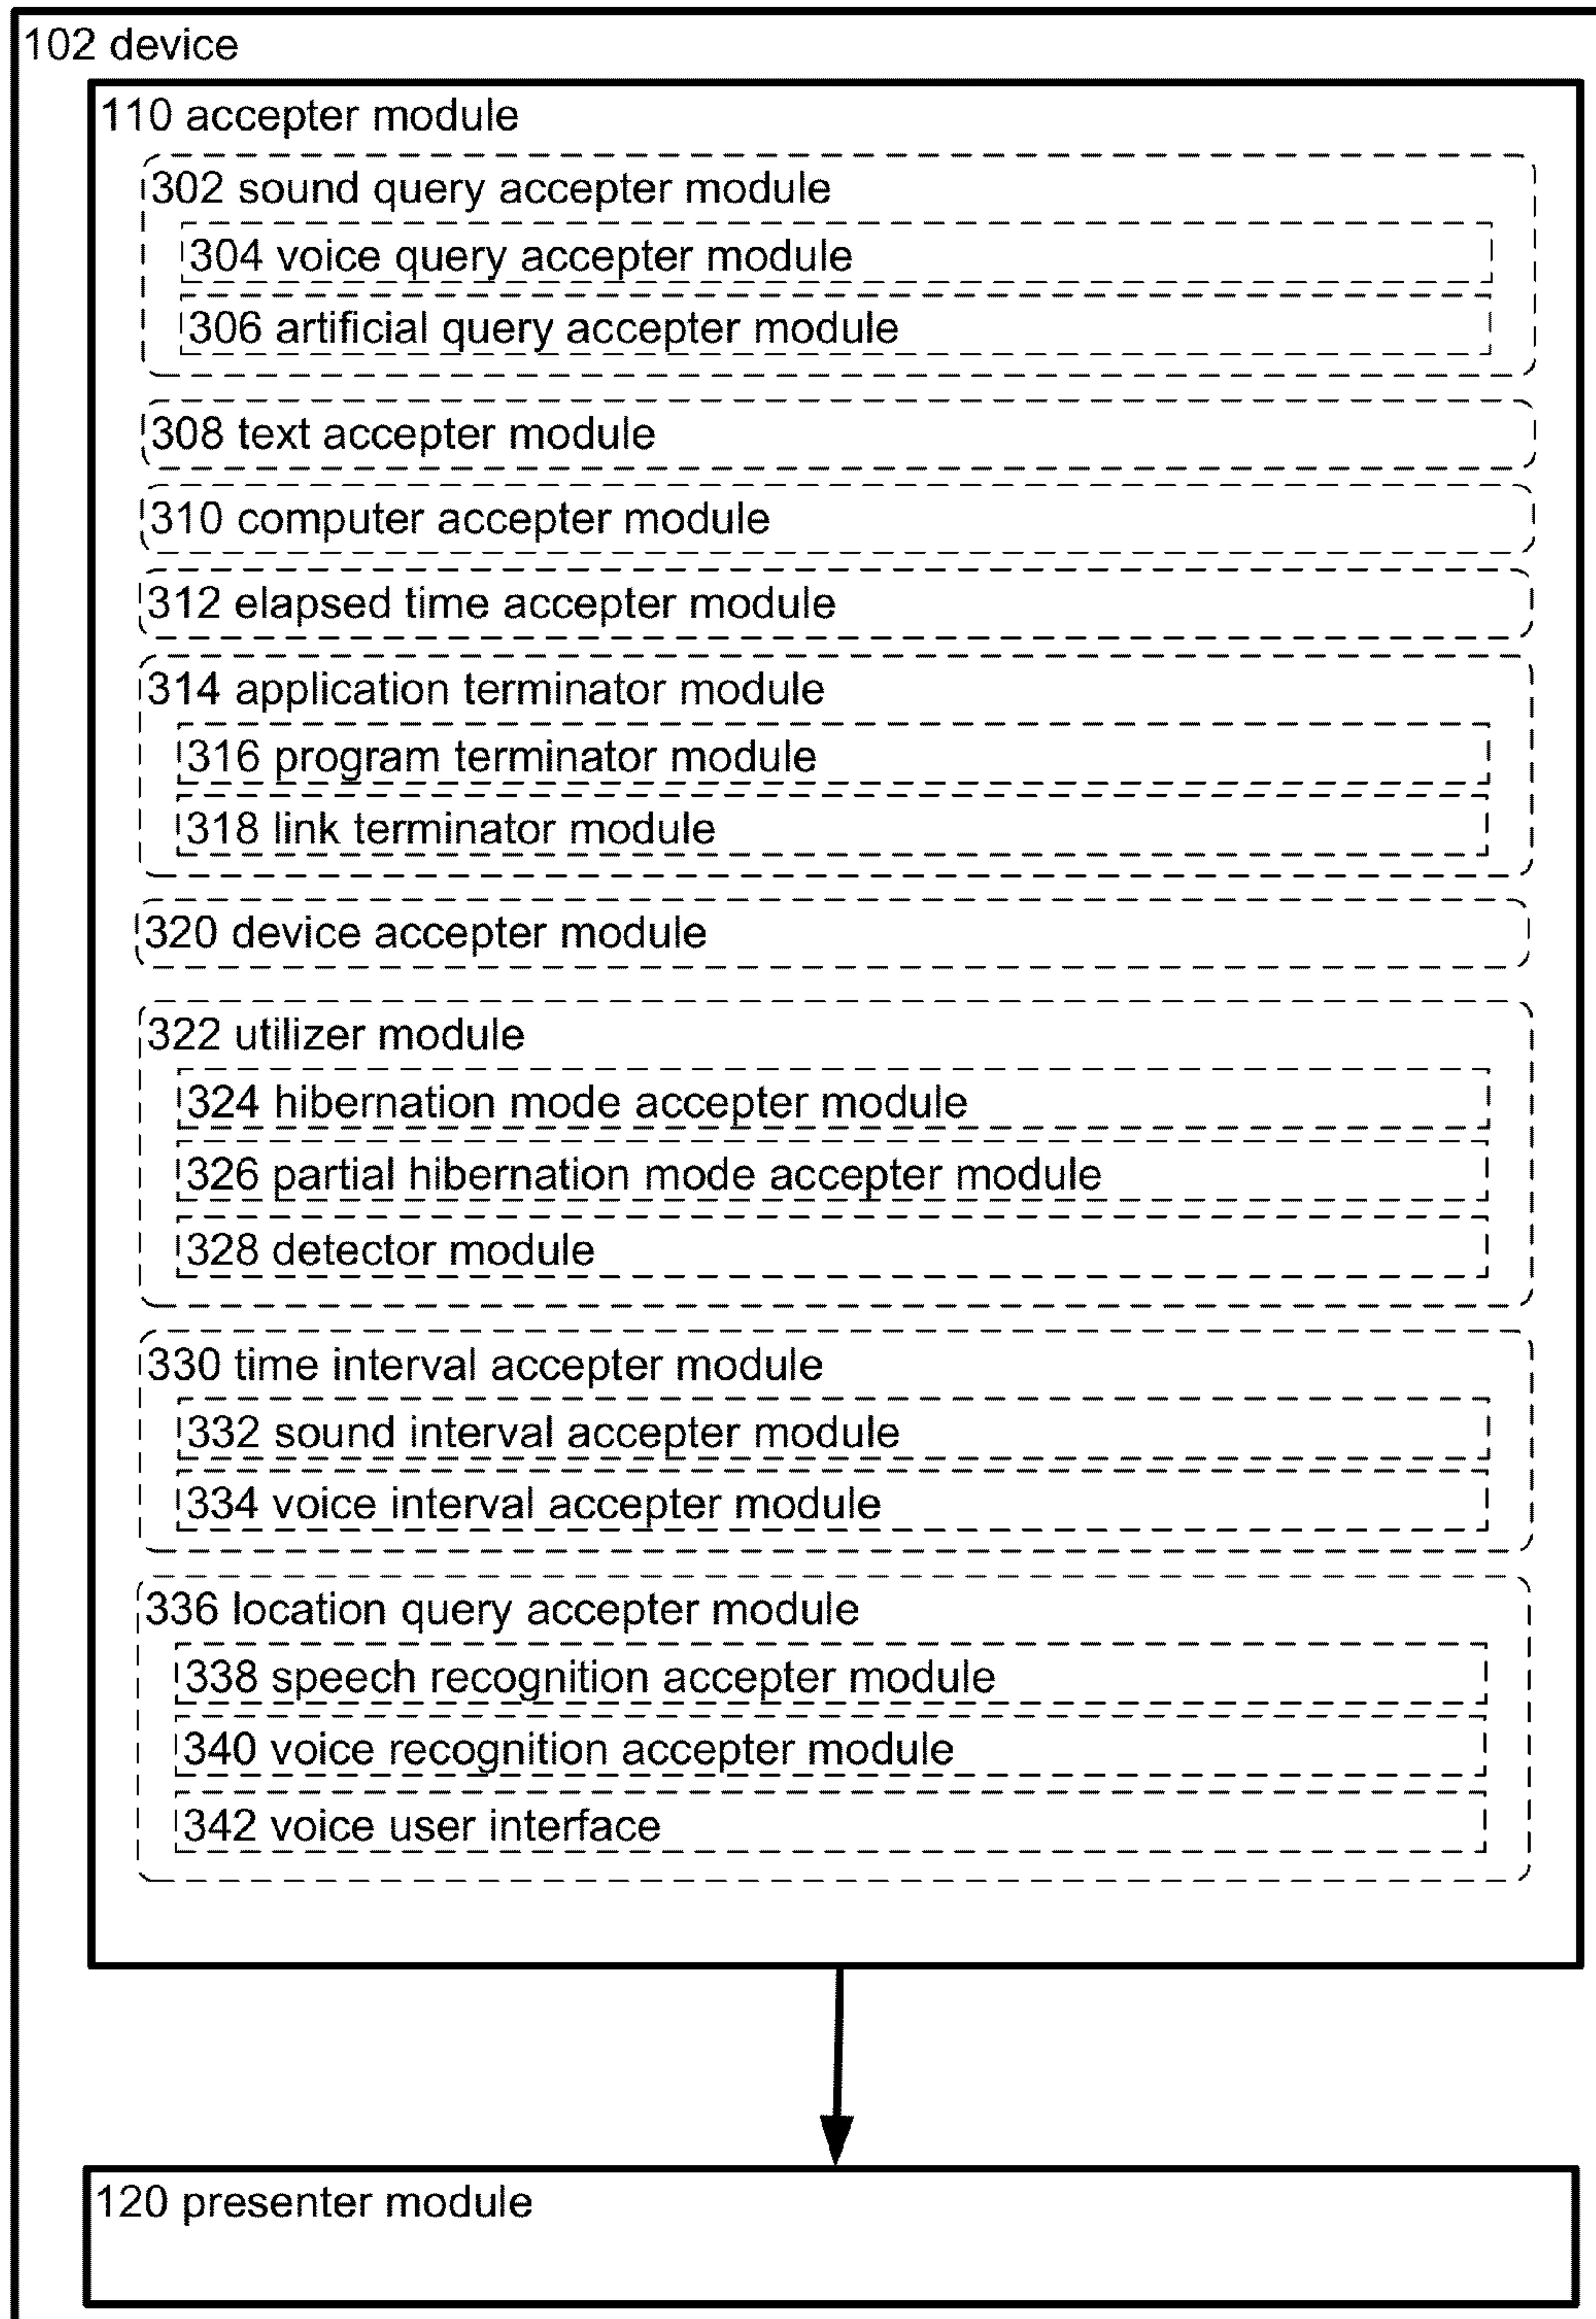 102 device
110 accepter module
302 sound query accepter module
304 voice query accepter module
306 artificial query accepter module
308 text accepter module
310 computer accepter module
312 elapsed time accepter module
314 application terminator module
316 program terminator module
318 link terminator module
320 device accepter module
322 utilizer module
324 hibernation mode accepter module
326 partial hibernation mode accepter module
328 detector module
330 time interval accepter module
332 sound interval accepter module
334 voice interval accepter module
336 location query accepter module
338 speech recognition accepter module
340 voice recognition accepter module
342 voice user interface
120 presenter module